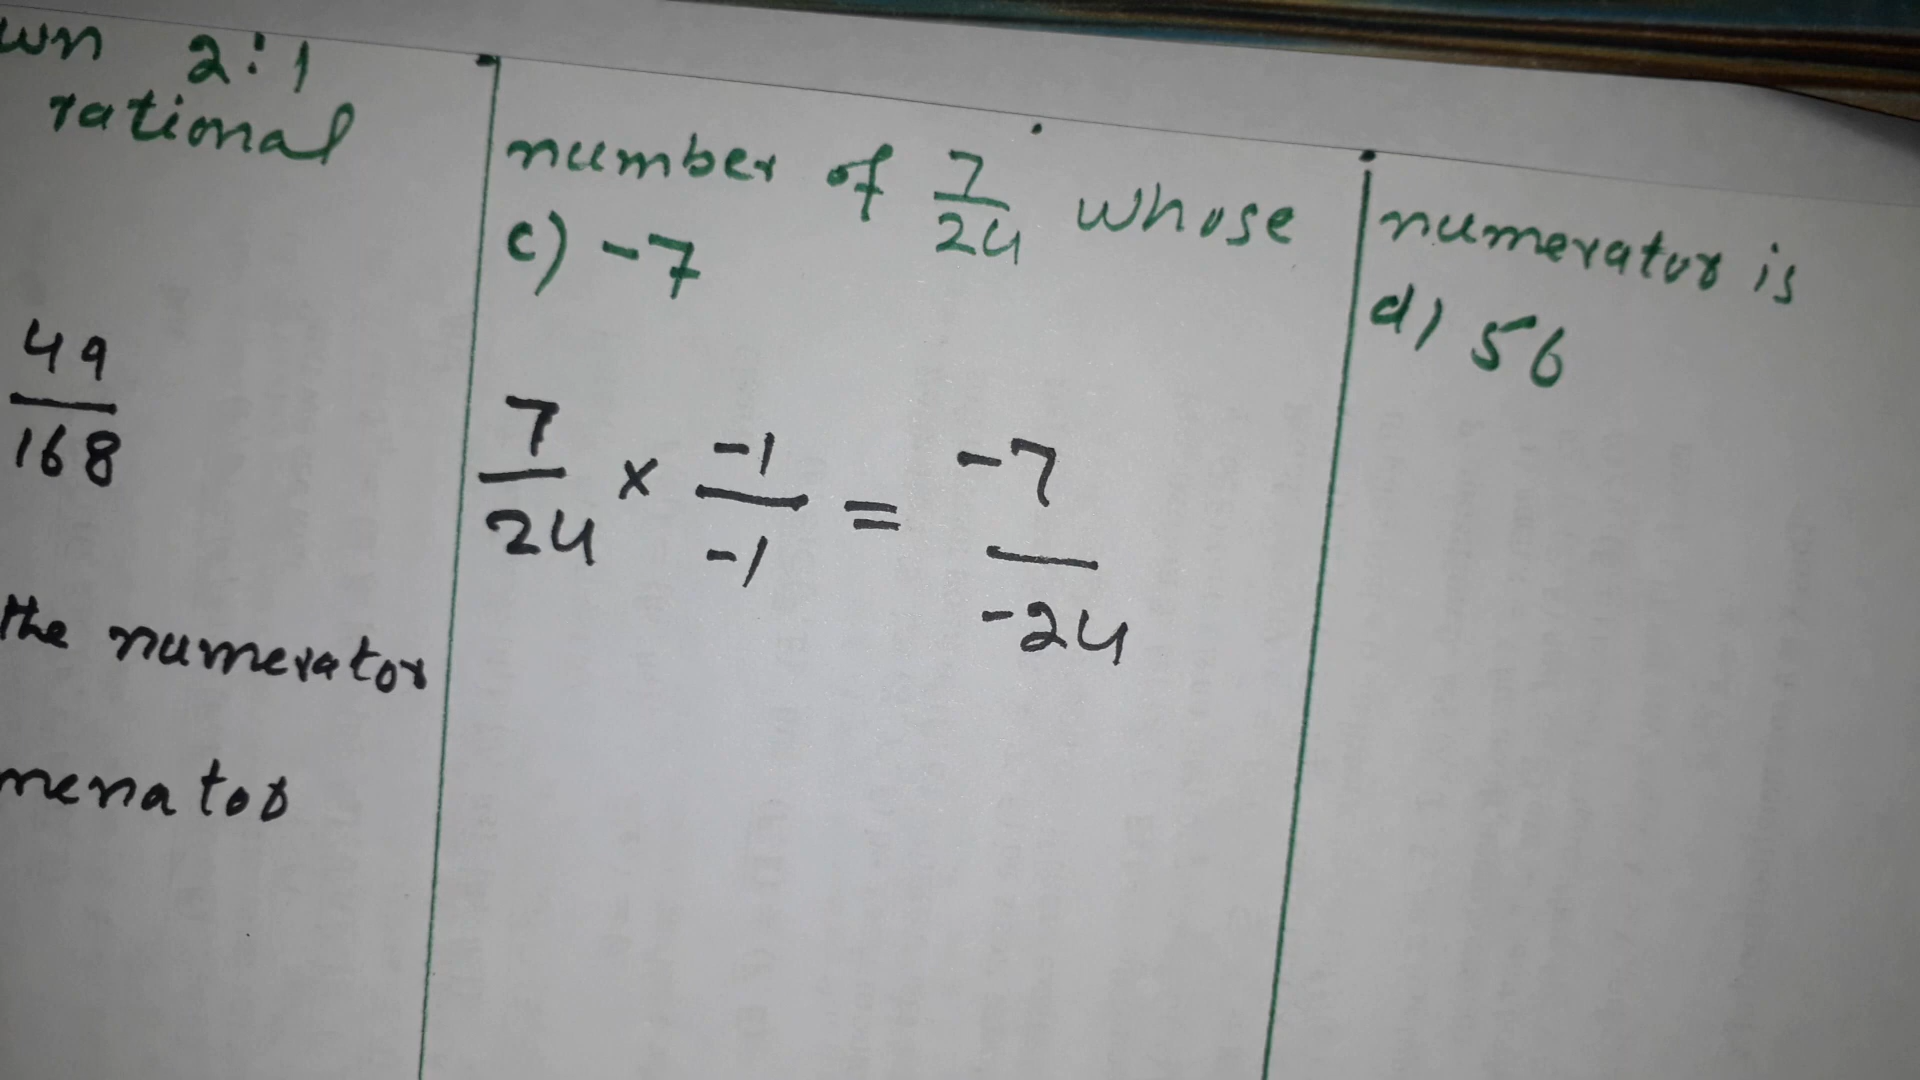 wn 2:1
rational number of 7/24 whose numerator is
c) -7
d) 56
49/168
7/24 × -1/-1 = -7/-24
the numerator